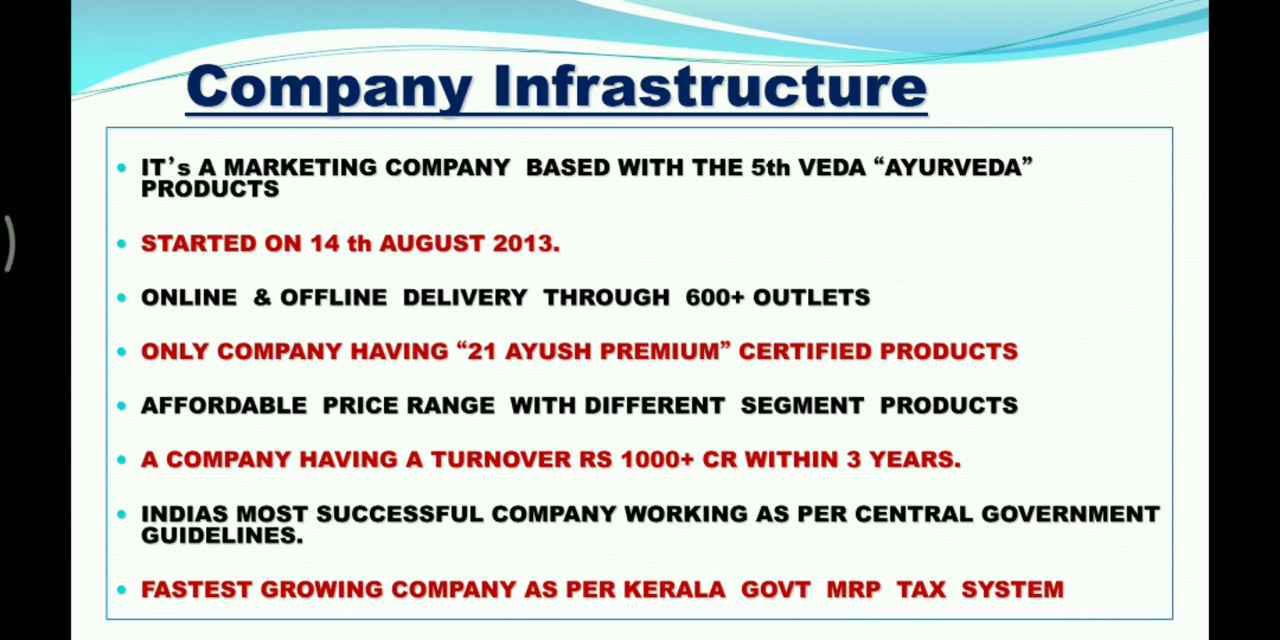 Company Infrastructure
IT’s A MARKETING COMPANY BASED WITH THE 5th VEDA “AYURVEDA”
PRODUCTS
STARTED ON 14 th AUGUST 2013.
ONLINE & OFFLINE DELIVERY THROUGH 600+ OUTLETS
ONLY COMPANY HAVING “21 AYUSH PREMIUM” CERTIFIED PRODUCTS
AFFORDABLE PRICE RANGE WITH DIFFERENT SEGMENT PRODUCTS
A COMPANY HAVING A TURNOVER RS 1000+ CR WITHIN 3 YEARS.
INDIAS MOST SUCCESSFUL COMPANY WORKING AS PER CENTRAL GOVERNMENT
GUIDELINES.
FASTEST GROWING COMPANY AS PER KERALA GOVT MRP TAX SYSTEM